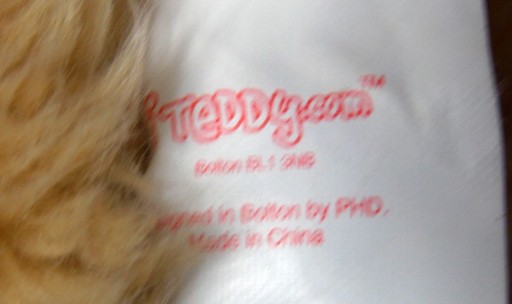 TeDDy.com™
Bolton BL1 3NB
in Bolton by PHD.
Made in China